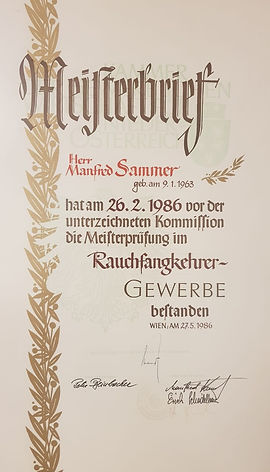 Meisterbrief
Herr
Manfred Sammer
geb. am 9. 1. 1963
hat am 26. 2. 1986 vor der
unterzeichneten Kommission
die Meisterprüfung im
Rauchfangkehrer-
GEWERBE
bestanden
WIEN, AM 27. 5. 1986